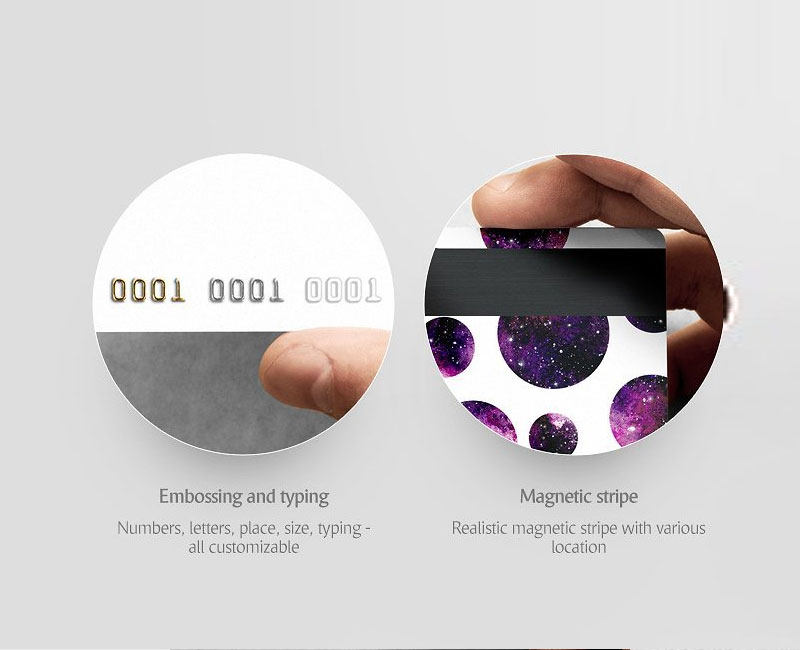 0001 0001 0001
Embossing and typing
Numbers, letters, place, size, typing -
all customizable
Magnetic stripe
Realistic magnetic stripe with various
location